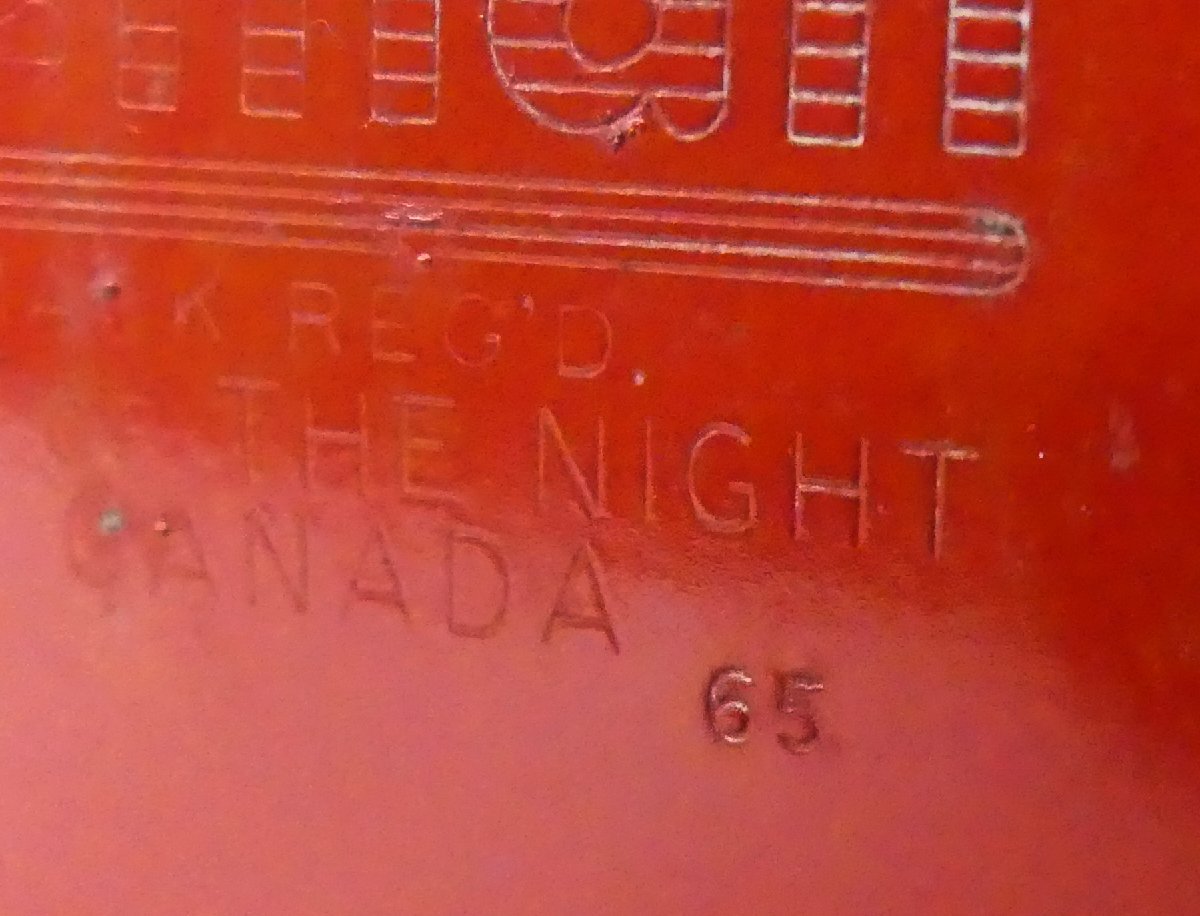 K REG'D.
THE NIGHT
CANADA
65